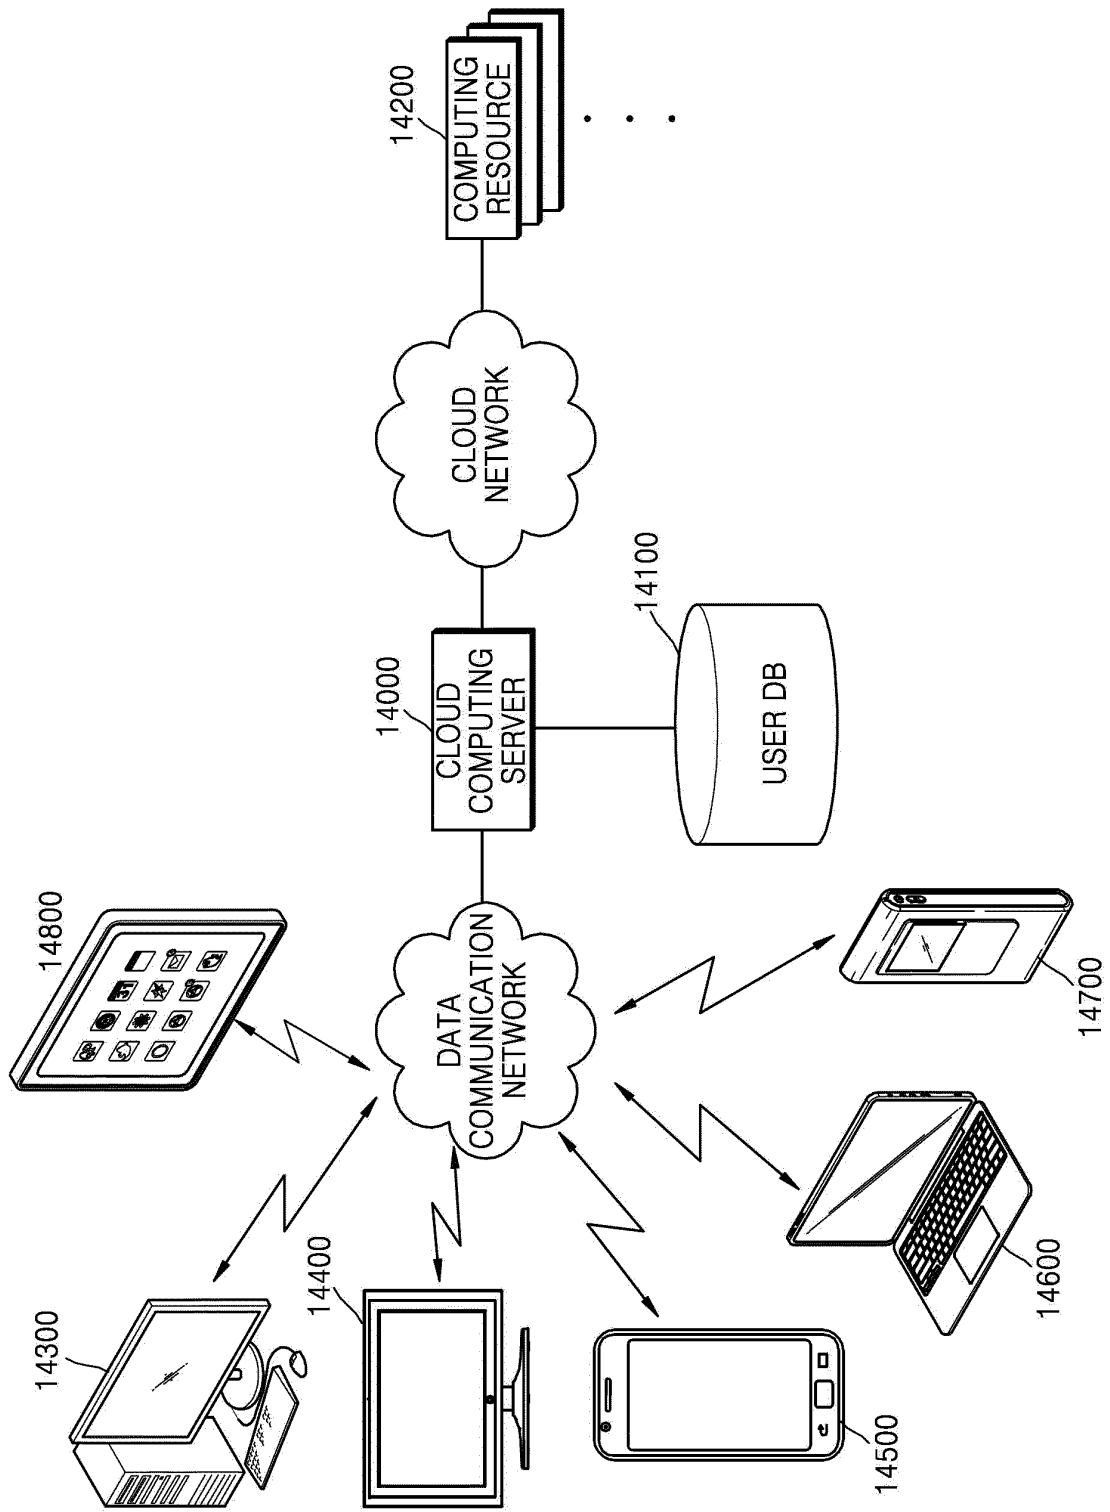 14300
14800
14400
DATA
COMMUNICATION
NETWORK
14500
14600
14700
14000
CLOUD
COMPUTING
SERVER
14100
USER DB
CLOUD
NETWORK
14200
COMPUTING
RESOURCE
31